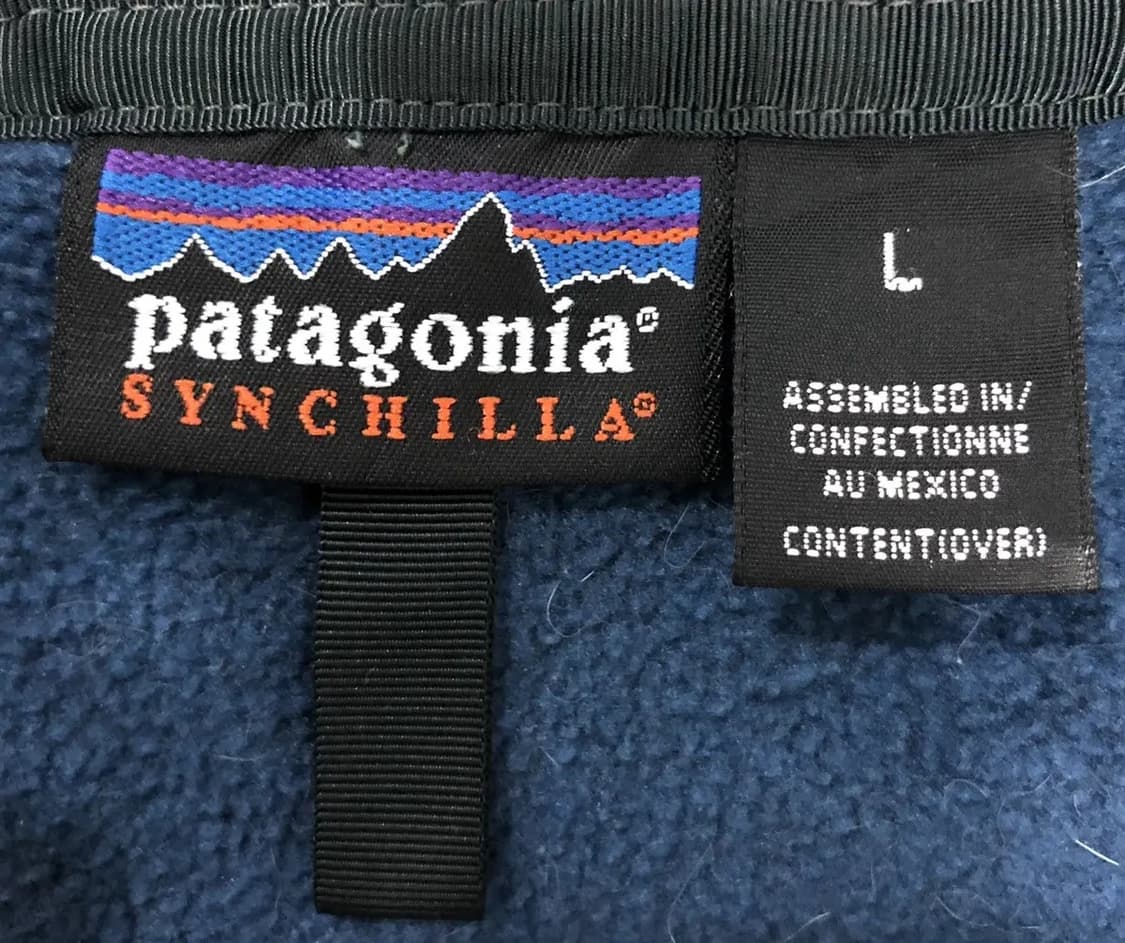 patagonia®
SYNCHILLA®
L
ASSEMBLED IN/
CONFECTIONNE
AU MEXICO
CONTENT(OVER)